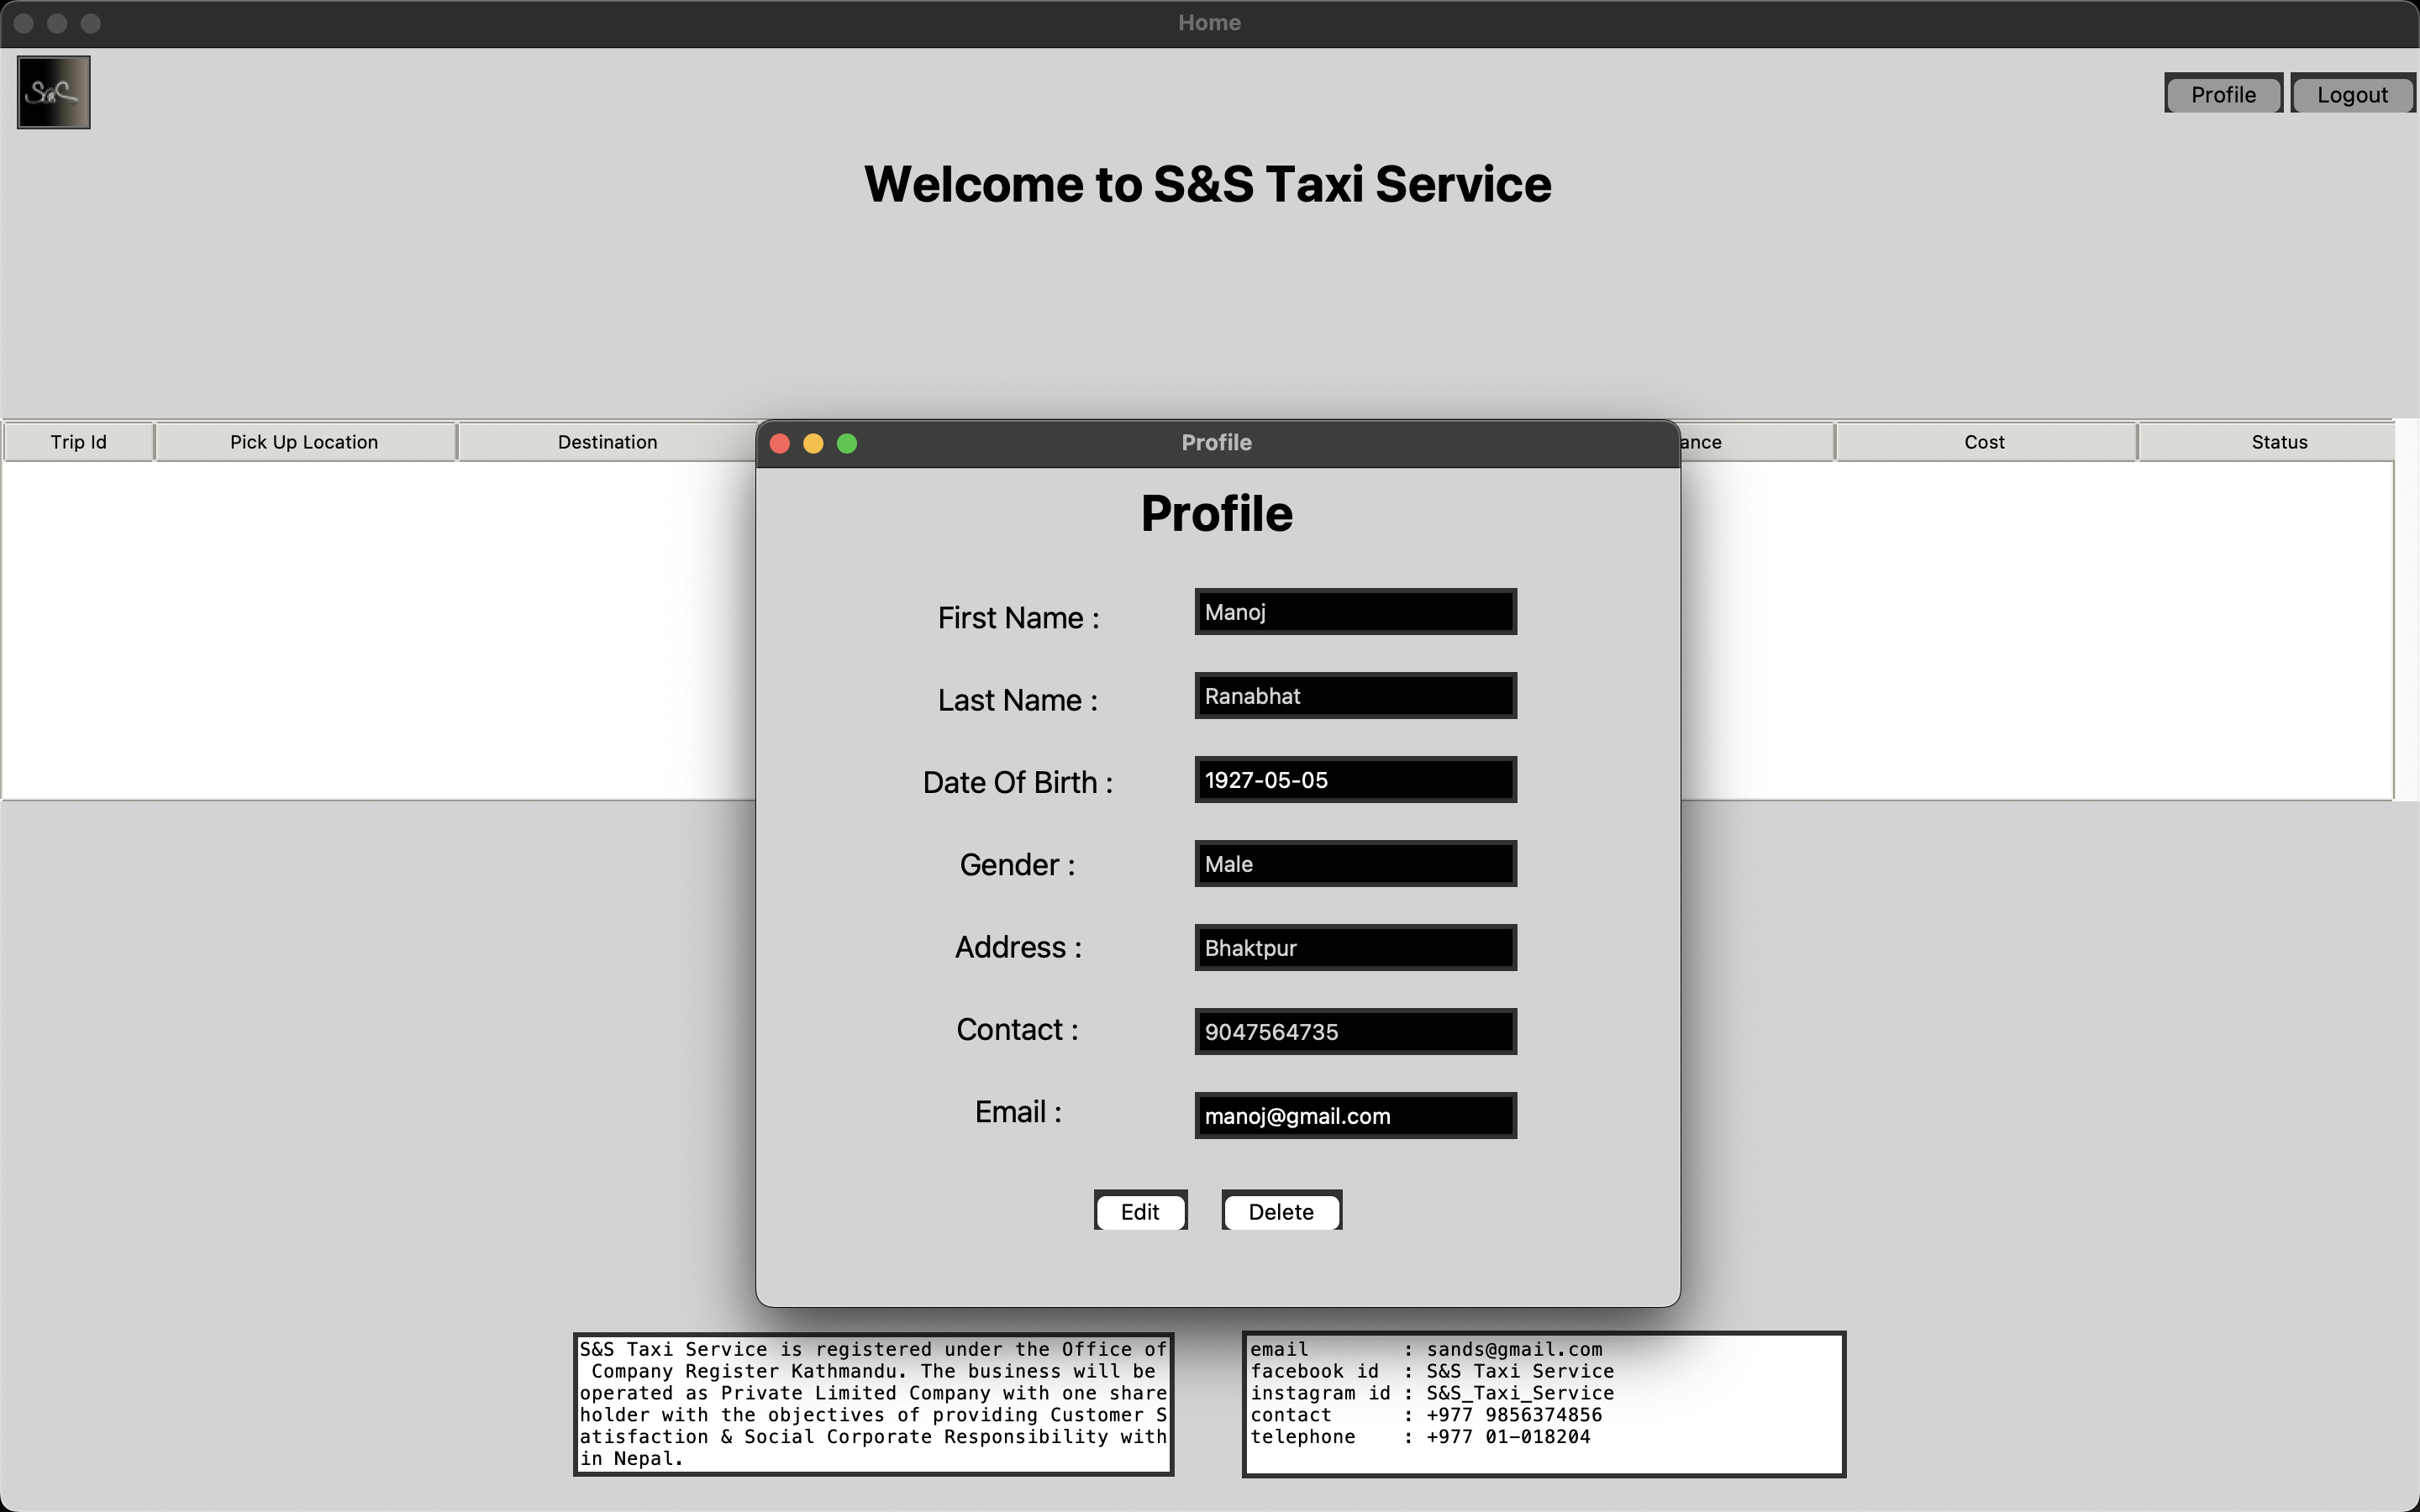 Home
S&S
Profile
Logout
Welcome to S&S Taxi Service
Trip Id
Pick Up Location
Destination
ance
Cost
Status
Profile
Profile
First Name :
Manoj
Last Name :
Ranabhat
Date Of Birth :
1927-05-05
Gender :
Male
Address :
Bhaktpur
Contact :
9047564735
Email :
manoj@gmail.com
Edit
Delete
S&S Taxi Service is registered under the Office of
Company Register Kathmandu. The business will be
operated as Private Limited Company with one share
holder with the objectives of providing Customer S
atisfaction & Social Corporate Responsibility with
in Nepal.
email : sands@gmail.com
facebook id : S&S Taxi Service
instagram id : S&S_Taxi_Service
contact : +977 9856374856
telephone : +977 01-018204